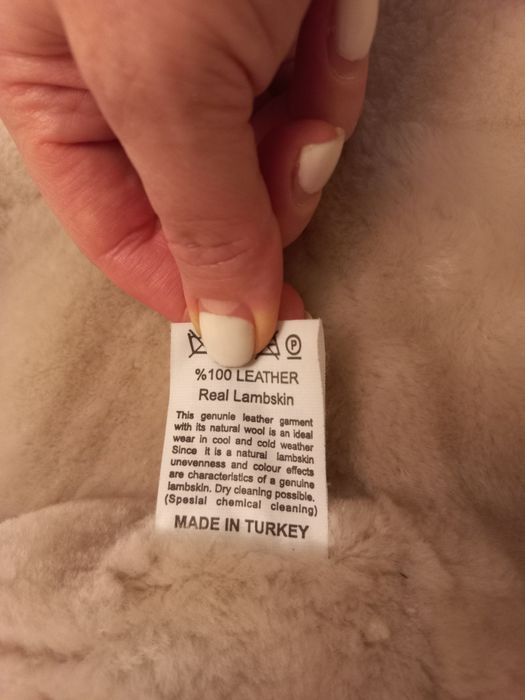 P
%100 LEATHER
Real Lambskin
This genunie leather garment
with its natural wool is an ideal
wear in cool and cold weather
Since it is a natural lambskin
unevenness and colour effects
are characteristics of a genuine
lambskin. Dry cleaning possible.
(Spesial chemical cleaning)
MADE IN TURKEY